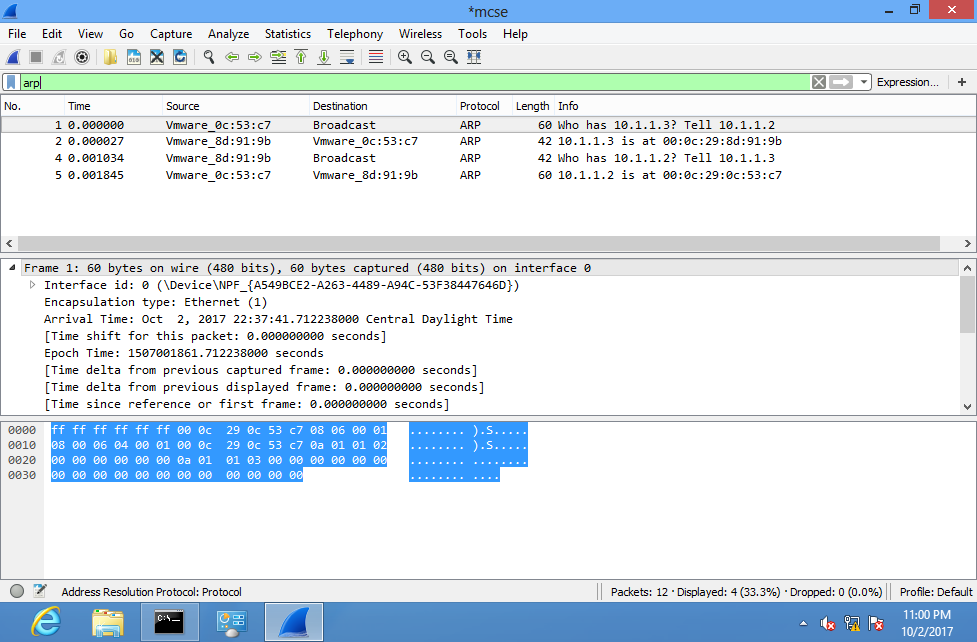 *mcse
File Edit View Go Capture Analyze Statistics Telephony Wireless Tools Help
arp Expression... +
No. Time Source Destination Protocol Length Info
1 0.000000 Vmware_0c:53:c7 Broadcast ARP 60 Who has 10.1.1.3? Tell 10.1.1.2
2 0.000027 Vmware_8d:91:9b Vmware_0c:53:c7 ARP 42 10.1.1.3 is at 00:0c:29:8d:91:9b
4 0.001034 Vmware_8d:91:9b Broadcast ARP 42 Who has 10.1.1.2? Tell 10.1.1.3
5 0.001845 Vmware_0c:53:c7 Vmware_8d:91:9b ARP 60 10.1.1.2 is at 00:0c:29:0c:53:c7
Frame 1: 60 bytes on wire (480 bits), 60 bytes captured (480 bits) on interface 0
Interface id: 0 (\Device\NPF_{A549BCE2-A263-4489-A94C-53F38447646D})
Encapsulation type: Ethernet (1)
Arrival Time: Oct  2, 2017 22:37:41.712238000 Central Daylight Time
[Time shift for this packet: 0.000000000 seconds]
Epoch Time: 1507001861.712238000 seconds
[Time delta from previous captured frame: 0.000000000 seconds]
[Time delta from previous displayed frame: 0.000000000 seconds]
[Time since reference or first frame: 0.000000000 seconds]
0000 ff ff ff ff ff ff 00 0c 29 0c 53 c7 08 06 00 01 ........ ).S.....
0010 08 00 06 04 00 01 00 0c 29 0c 53 c7 0a 01 01 02 ........ ).S.....
0020 00 00 00 00 00 00 0a 01 01 03 00 00 00 00 00 00 ........ ........
0030 00 00 00 00 00 00 00 00 00 00 00 00 ........ ....
Address Resolution Protocol: Protocol Packets: 12 · Displayed: 4 (33.3%) · Dropped: 0 (0.0%) Profile: Default
C:\_
11:00 PM
10/2/2017